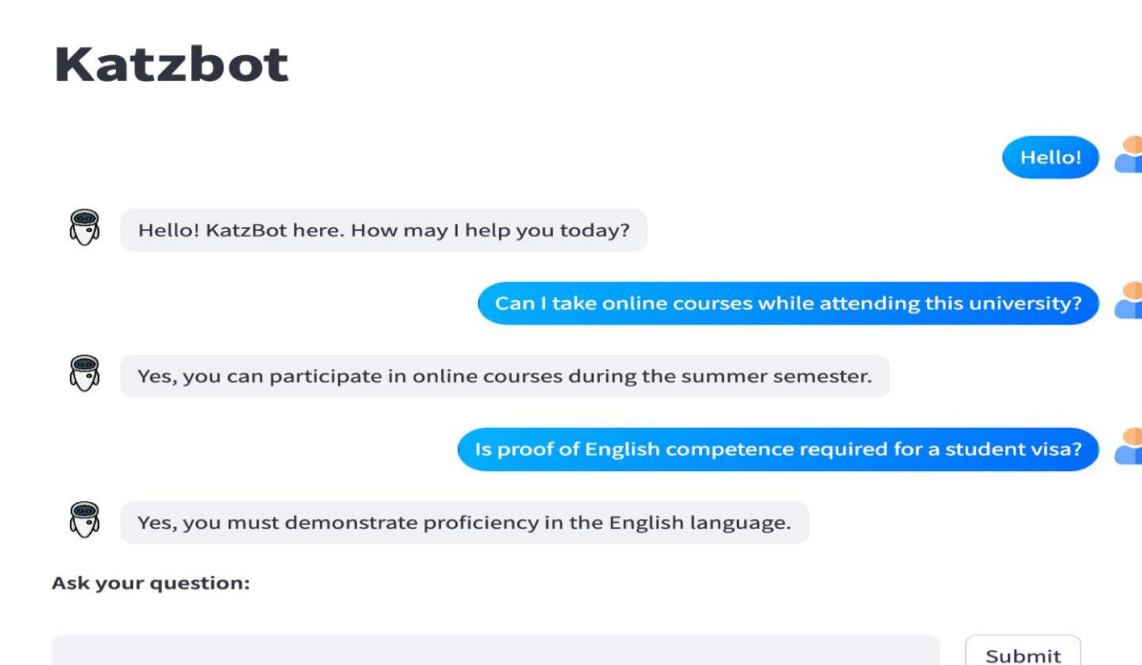 Katzbot
Hello!
Hello! KatzBot here. How may I help you today?
Can I take online courses while attending this university?
Yes, you can participate in online courses during the summer semester.
Is proof of English competence required for a student visa?
Yes, you must demonstrate proficiency in the English language.
Ask your question:
Submit